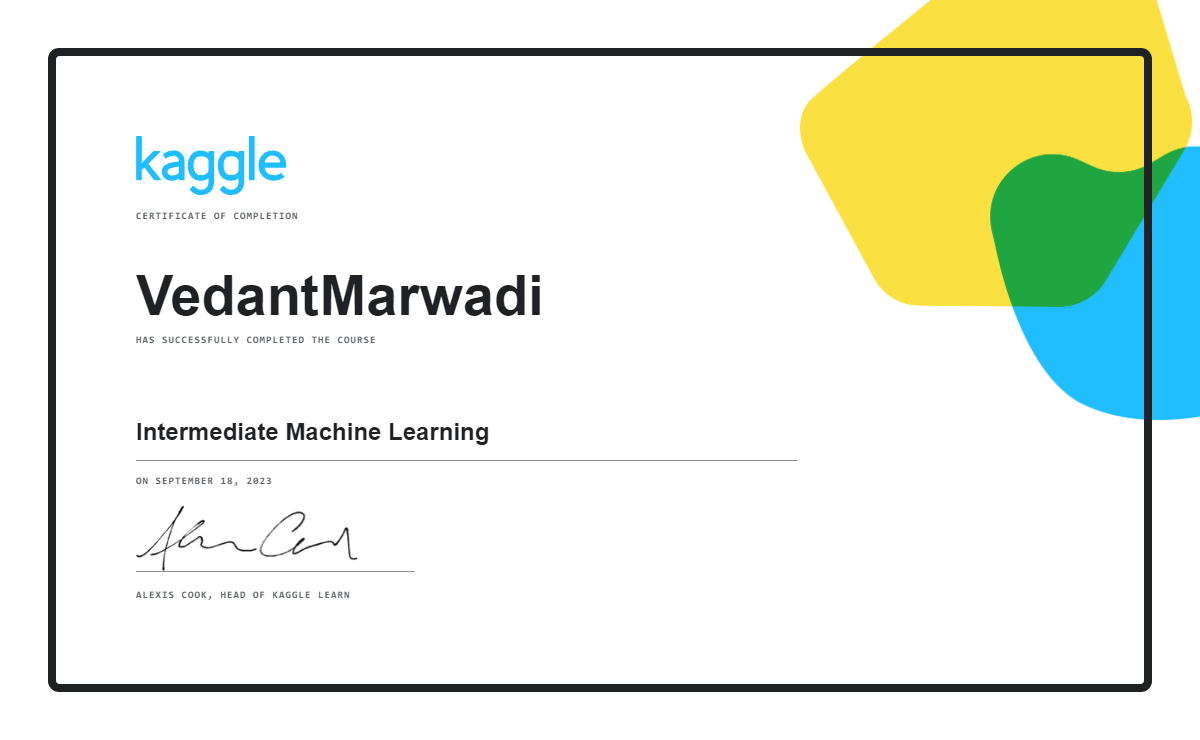 kaggle
CERTIFICATE OF COMPLETION
VedantMarwadi
HAS SUCCESSFULLY COMPLETED THE COURSE
Intermediate Machine Learning
ON SEPTEMBER 18, 2023
ALEXIS COOK, HEAD OF KAGGLE LEARN